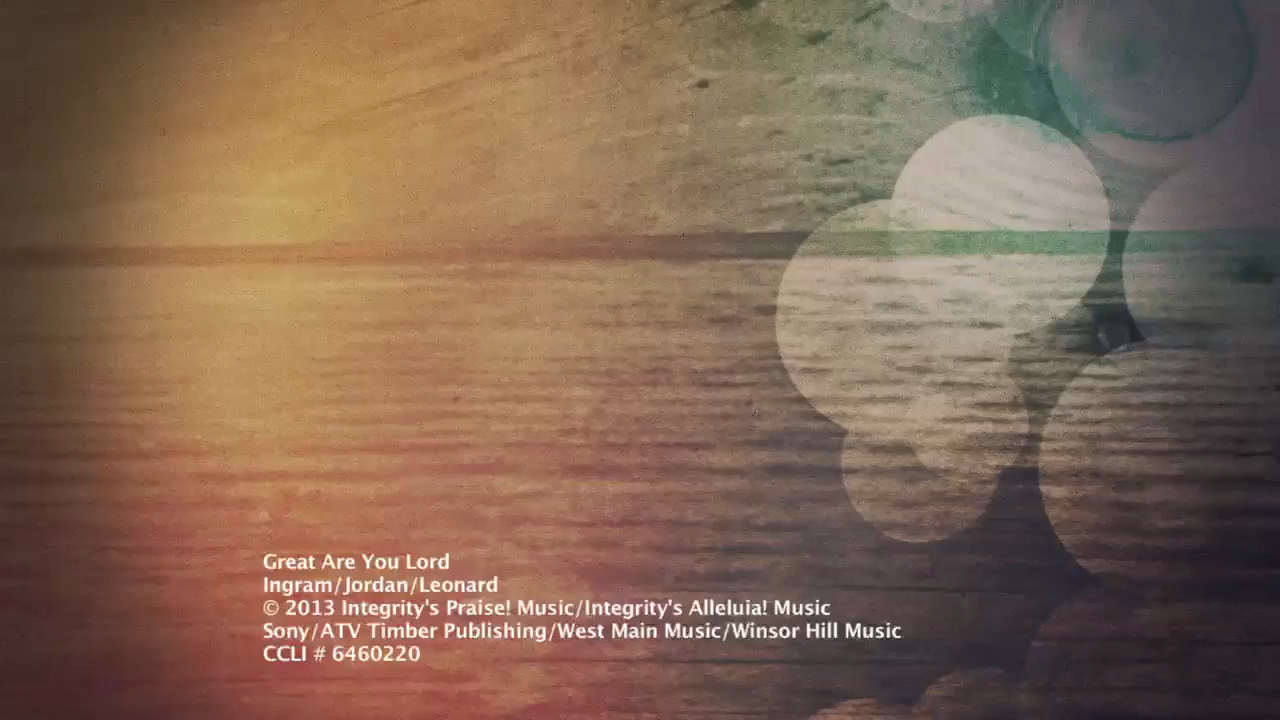 Great Are You Lord
Ingram/Jordan/Leonard
© 2013 Integrity's Praise! Music/Integrity's Alleluia! Music
Sony/ATV Timber Publishing/West Main Music/Winsor Hill Music
CCLI # 6460220